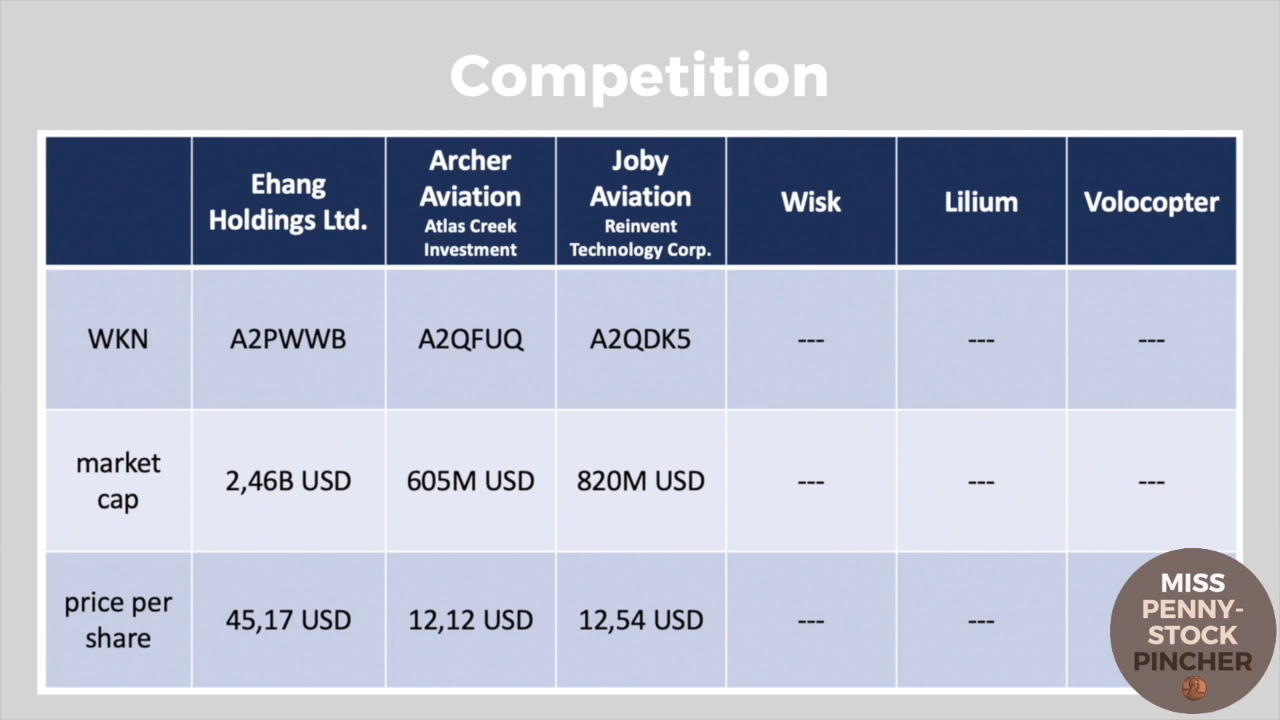 Competition
Ehang
Holdings Ltd.
Archer
Aviation
Atlas Creek
Investment
Joby
Aviation
Reinvent
Technology Corp.
Wisk
Lilium
Volocopter
WKN
A2PWWB
A2QFUQ
A2QDK5
---
---
---
market
cap
2,46B USD
605M USD
820M USD
---
---
---
price per
share
45,17 USD
12,12 USD
12,54 USD
---
---
MISS
PENNY-
STOCK
PINCHER